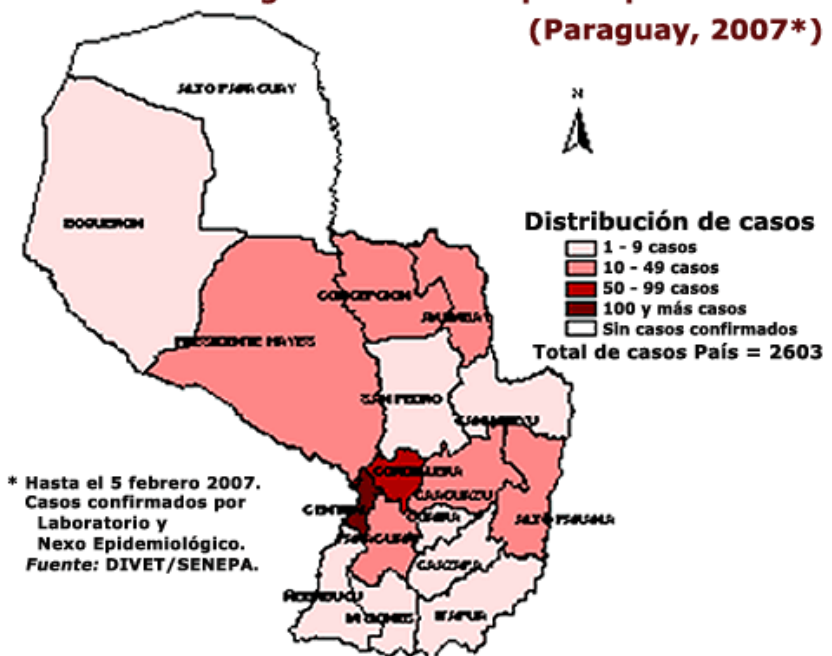 (Paraguay, 2007*)
ALTO PARAGUAY
N
BOQUERON
Distribución de casos
1 - 9 casos
10 - 49 casos
50 - 99 casos
100 y más casos
Sin casos confirmados
Total de casos País = 2603
CONCEPCION
AMAMBAY
PRESIDENTE HAYES
SAN PEDRO
CANINDEYU
CORDILLERA
CAAGUAZU
* Hasta el 5 febrero 2007.
Casos confirmados por
Laboratorio y
Nexo Epidemiológico.
Fuente: DIVET/SENEPA.
CENTRAL
GUAIRA
ALTO PARANA
PARAGUARI
CAAZAPA
ÑEEMBUCU
MISIONES
ITAPUA